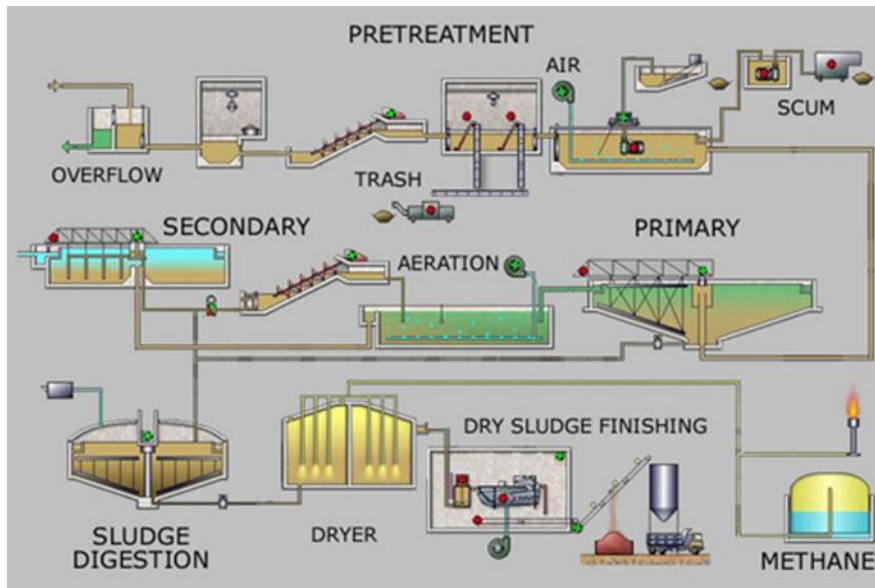 PRETREATMENT
AIR
SCUM
OVERFLOW
TRASH
SECONDARY
PRIMARY
AERATION
DRY SLUDGE FINISHING
SLUDGE
DIGESTION
DRYER
METHANE